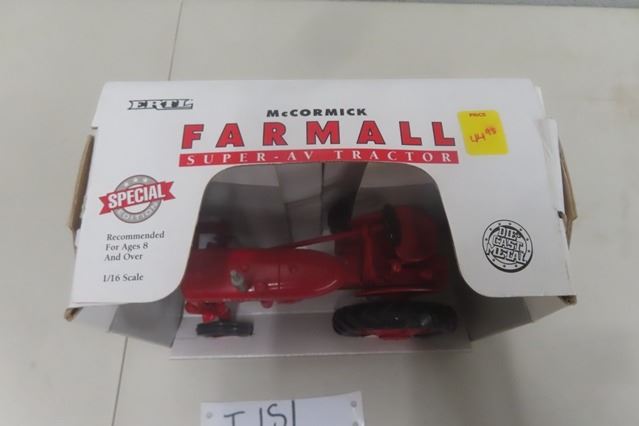 ERTL
McCORMICK
FARMALL
SUPER-AV TRACTOR
PRICE
44.98
SPECIAL
EDITION
Recommended
For Ages 8
And Over
1/16 Scale
DIE-
CAST
METAL
T 151